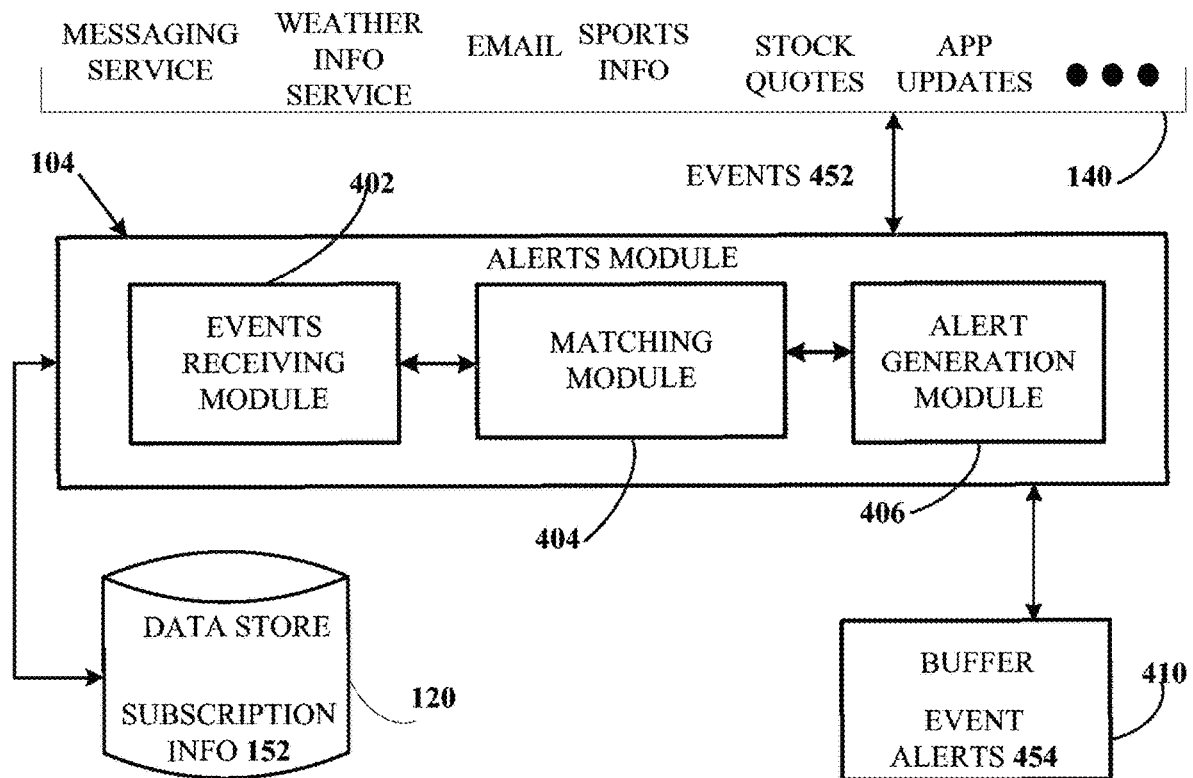 MESSAGING SERVICE
WEATHER INFO SERVICE
EMAIL
SPORTS INFO
STOCK QUOTES
APP UPDATES
104
402
EVENTS 452
140
ALERTS MODULE
EVENTS RECEIVING MODULE
MATCHING MODULE
ALERT GENERATION MODULE
404
406
DATA STORE
SUBSCRIPTION INFO 152
120
BUFFER
EVENT ALERTS 454
410